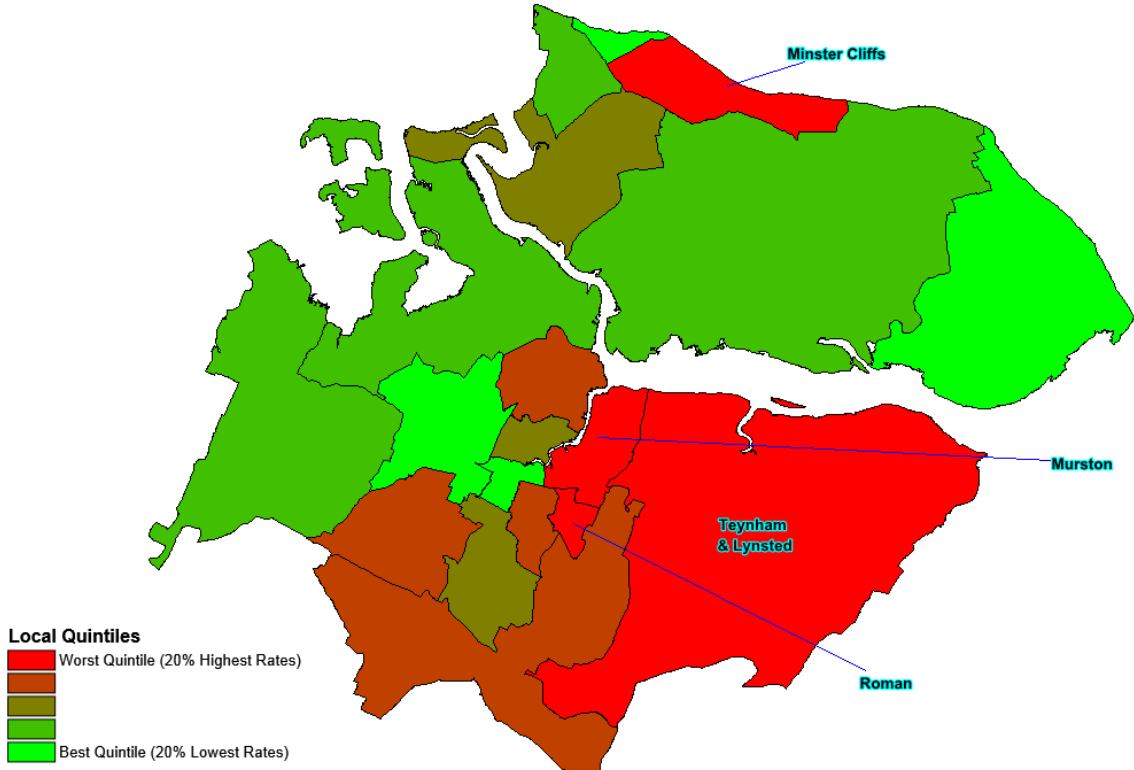 Minster Cliffs
Murston
Teynham
& Lynsted
Roman
Local Quintiles
Worst Quintile (20% Highest Rates)
Best Quintile (20% Lowest Rates)